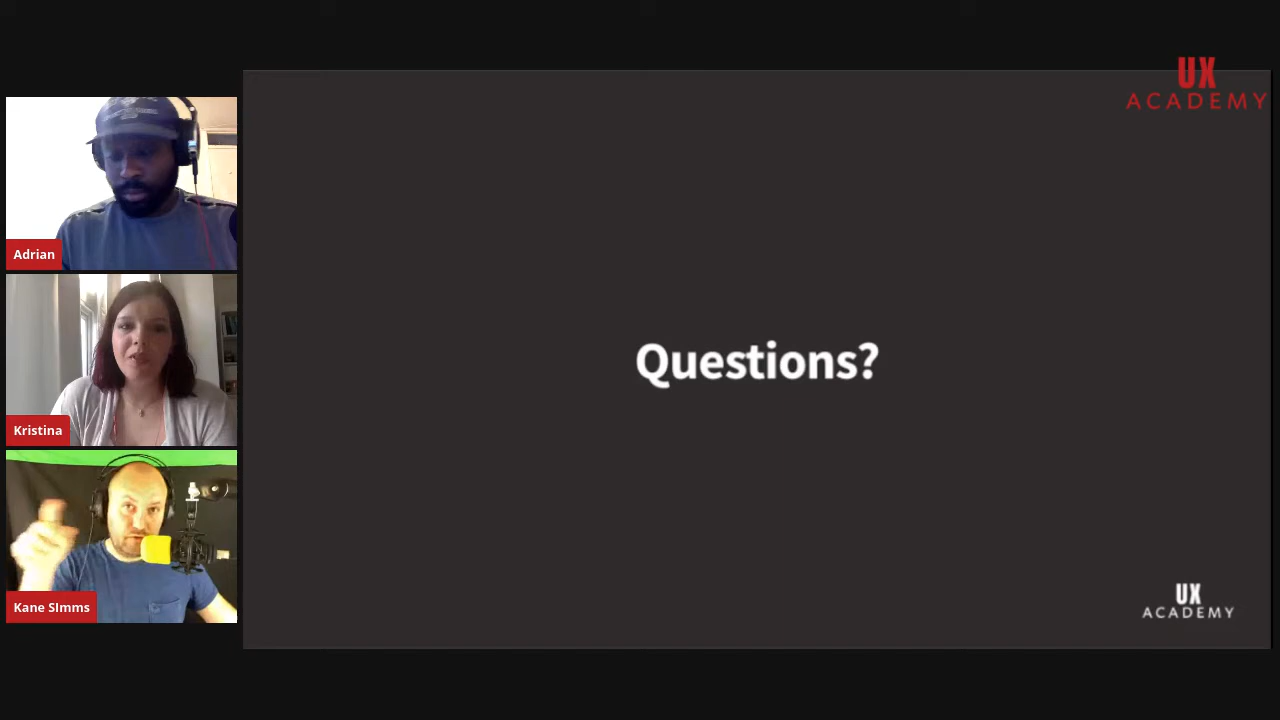 UX
ACADEMY
Adrian
Kristina
Kane SImms
Questions?
UX
ACADEMY